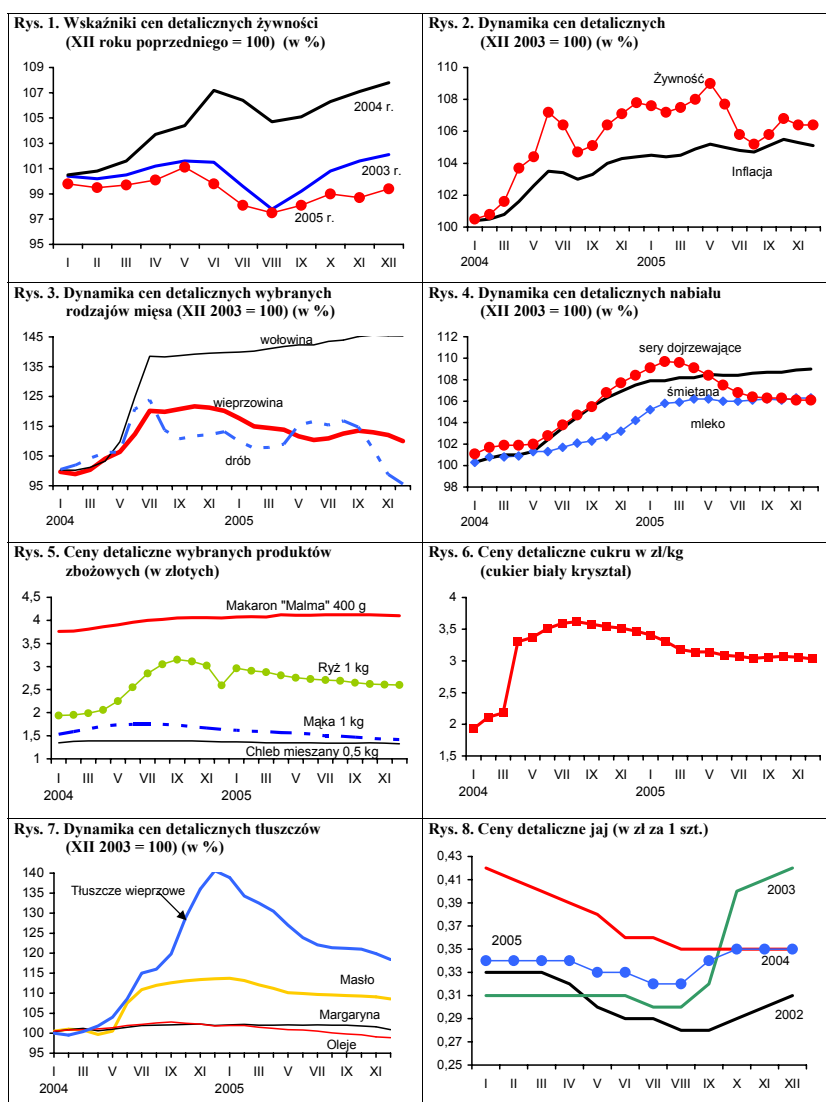 Rys. 1. Wskaźniki cen detalicznych żywności
(XII roku poprzedniego = 100) (w %)
109
107
105
103
101
99
97
95
2004 r.
2003 r.
2005 r.
I II III IV V VI VII VIII IX X XI XII
Rys. 2. Dynamika cen detalicznych
(XII 2003 = 100) (w %)
110
108
106
104
102
100
Żywność
Inflacja
I III V VII IX XI I III V VII IX XI
2004 2005
Rys. 3. Dynamika cen detalicznych wybranych
rodzajów mięsa (XII 2003 = 100) (w %)
145
135
125
115
105
95
wołowina
wieprzowina
drób
I III V VII IX XI I III V VII IX XI
2004 2005
Rys. 4. Dynamika cen detalicznych nabiału
(XII 2003 = 100) (w %)
112
110
108
106
104
102
100
98
sery dojrzewające
śmietana
mleko
I III V VII IX XI I III V VII IX XI
2004 2005
Rys. 5. Ceny detaliczne wybranych produktów
zbożowych (w złotych)
4,5
4
3,5
3
2,5
2
1,5
1
Makaron "Malma" 400 g
Ryż 1 kg
Mąka 1 kg
Chleb mieszany 0,5 kg
I III V VII IX XI I III V VII IX XI
2004 2005
Rys. 6. Ceny detaliczne cukru w zł/kg
(cukier biały kryształ)
4
3,5
3
2,5
2
1,5
I III V VII IX XI I III V VII IX XI
2004 2005
Rys. 7. Dynamika cen detalicznych tłuszczów
(XII 2003 = 100) (w %)
140
135
130
125
120
115
110
105
100
95
Tłuszcze wieprzowe
Masło
Margaryna
Oleje
I III V VII IX XI I III V VII IX XI
2004 2005
Rys. 8. Ceny detaliczne jaj (w zł za 1 szt.)
0,43
0,41
0,39
0,37
0,35
0,33
0,31
0,29
0,27
0,25
2003
2005
2004
2002
I II III IV V VI VII VIII IX X XI XII